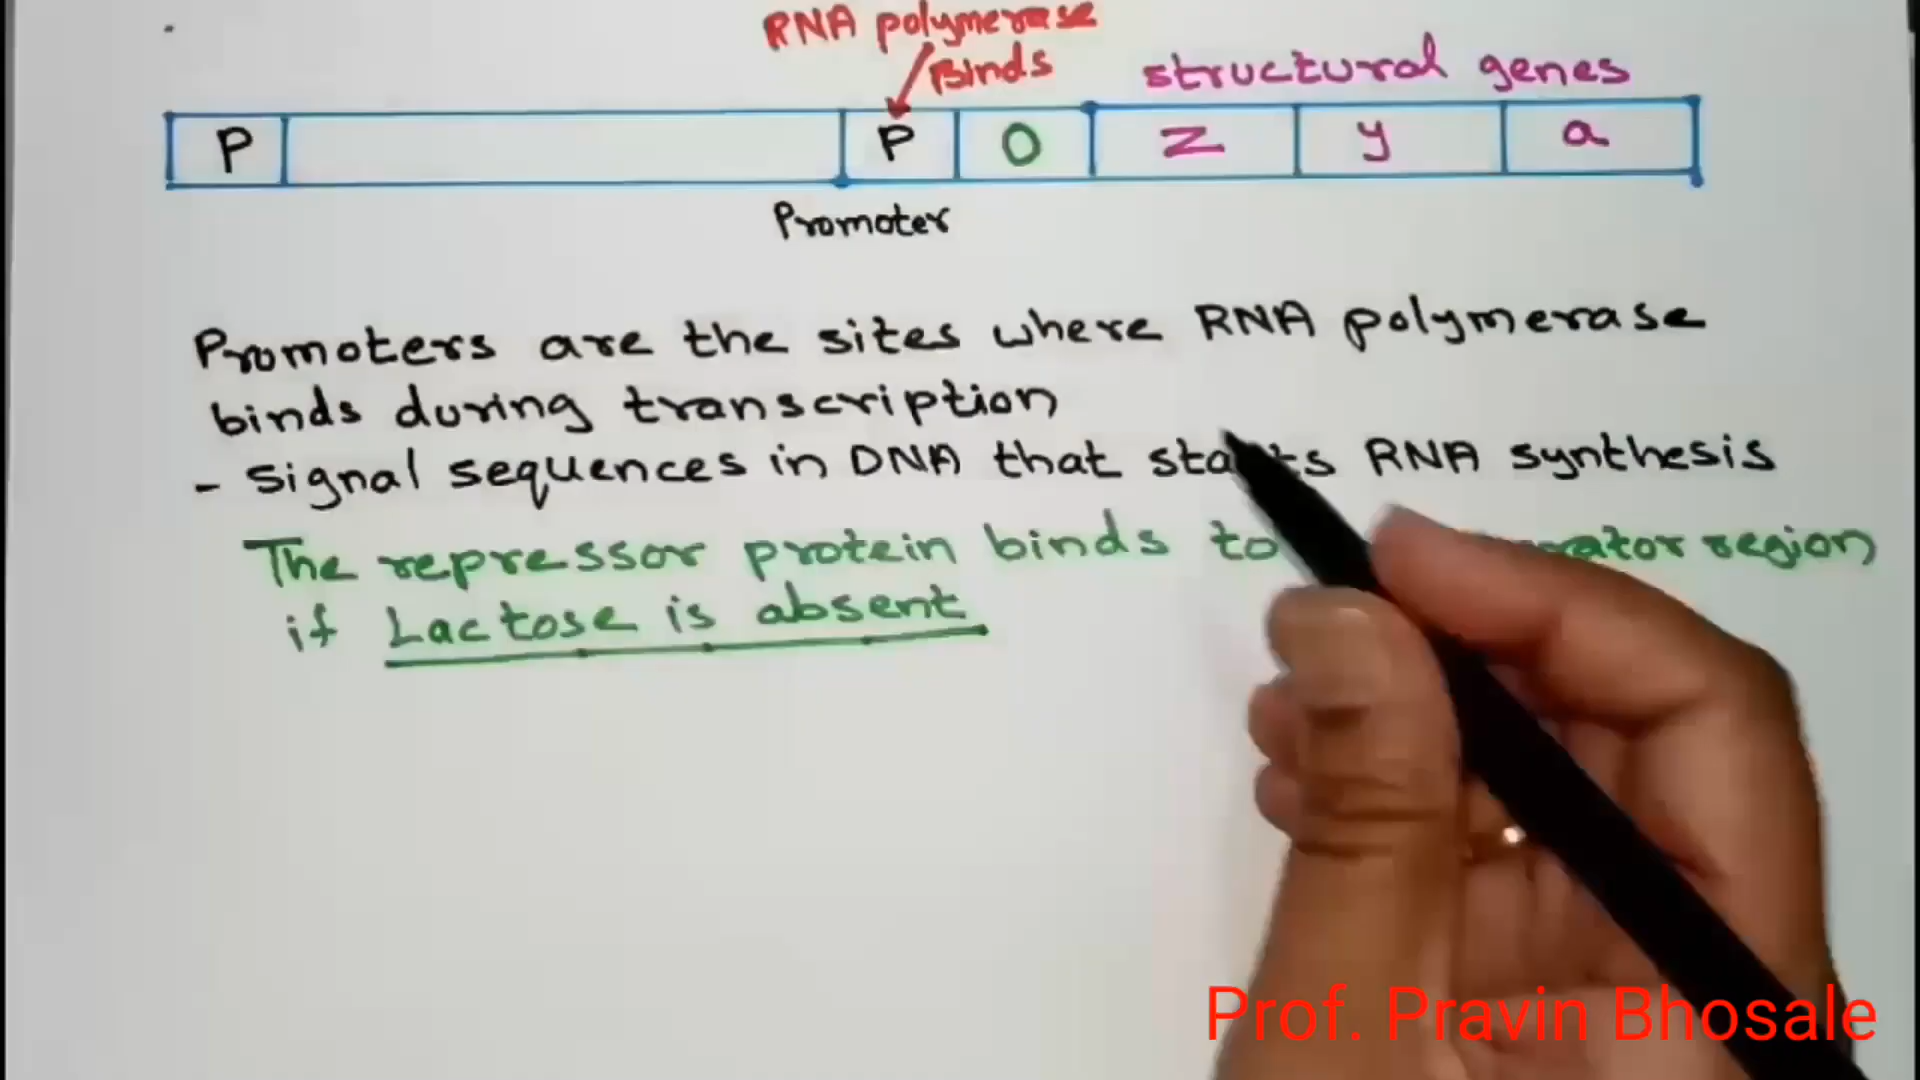 RNA polymerase
Binds
structural genes
P P O z y a
Promoter
Promoters are the sites where RNA polymerase
binds during transcription
- signal sequences in DNA that starts RNA synthesis
The repressor protein binds to region
if Lactose is absent
Prof. Pravin Bhosale